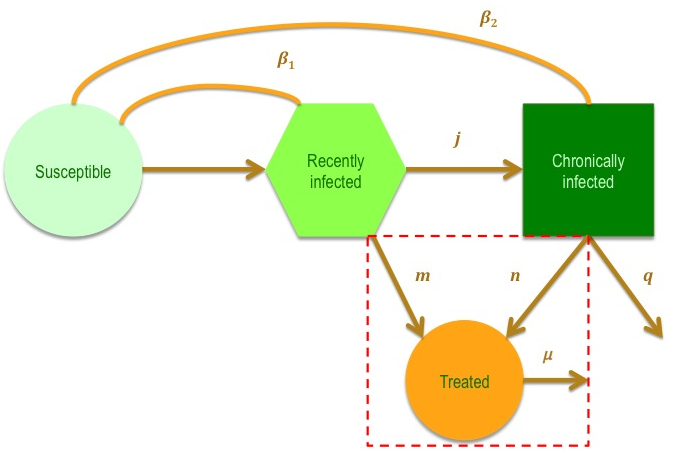 β₂
β₁
Susceptible
Recently
infected
j
Chronically
infected
m
n
q
Treated
μ